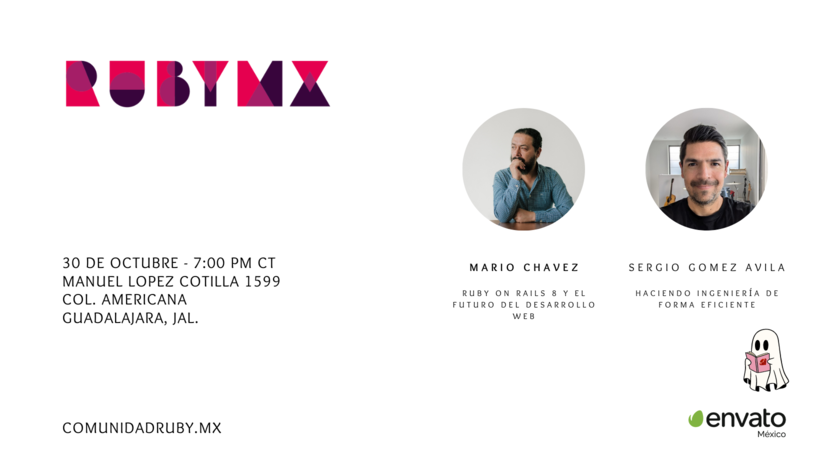 RUBYMX
30 DE OCTUBRE - 7:00 PM CT
MANUEL LOPEZ COTILLA 1599
COL. AMERICANA
GUADALAJARA, JAL.
COMUNIDADRUBY.MX
MARIO CHAVEZ
RUBY ON RAILS 8 Y EL
FUTURO DEL DESARROLLO
WEB
SERGIO GOMEZ AVILA
HACIENDO INGENIERÍA DE
FORMA EFICIENTE
envato
México